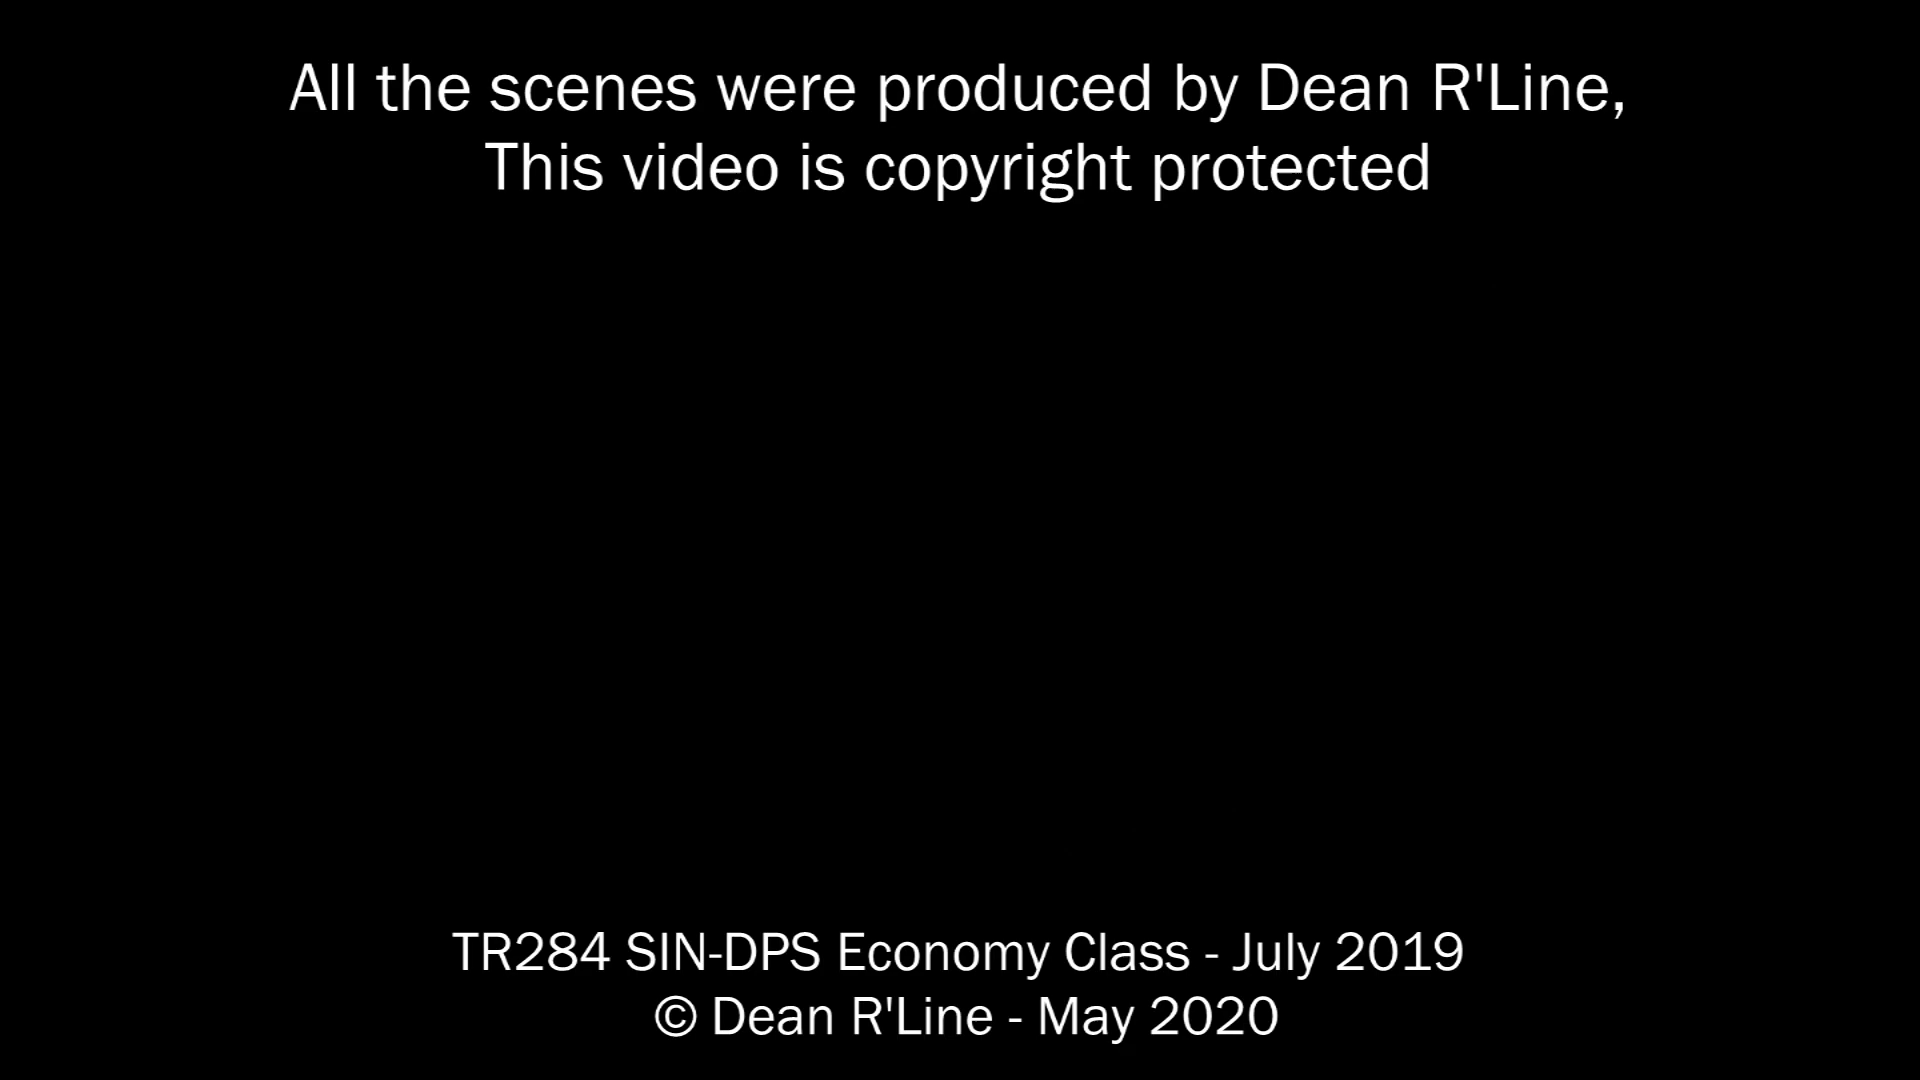 All the scenes were produced by Dean R'Line,
This video is copyright protected
TR284 SIN-DPS Economy Class - July 2019
© Dean R'Line - May 2020